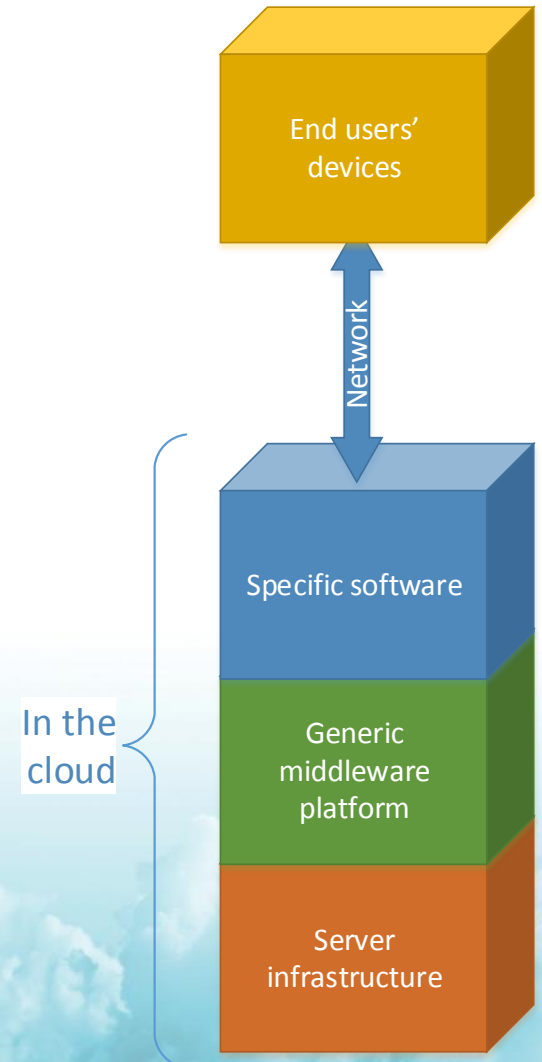 End users’
devices
Network
Specific software
In the
cloud
Generic
middleware
platform
Server
infrastructure